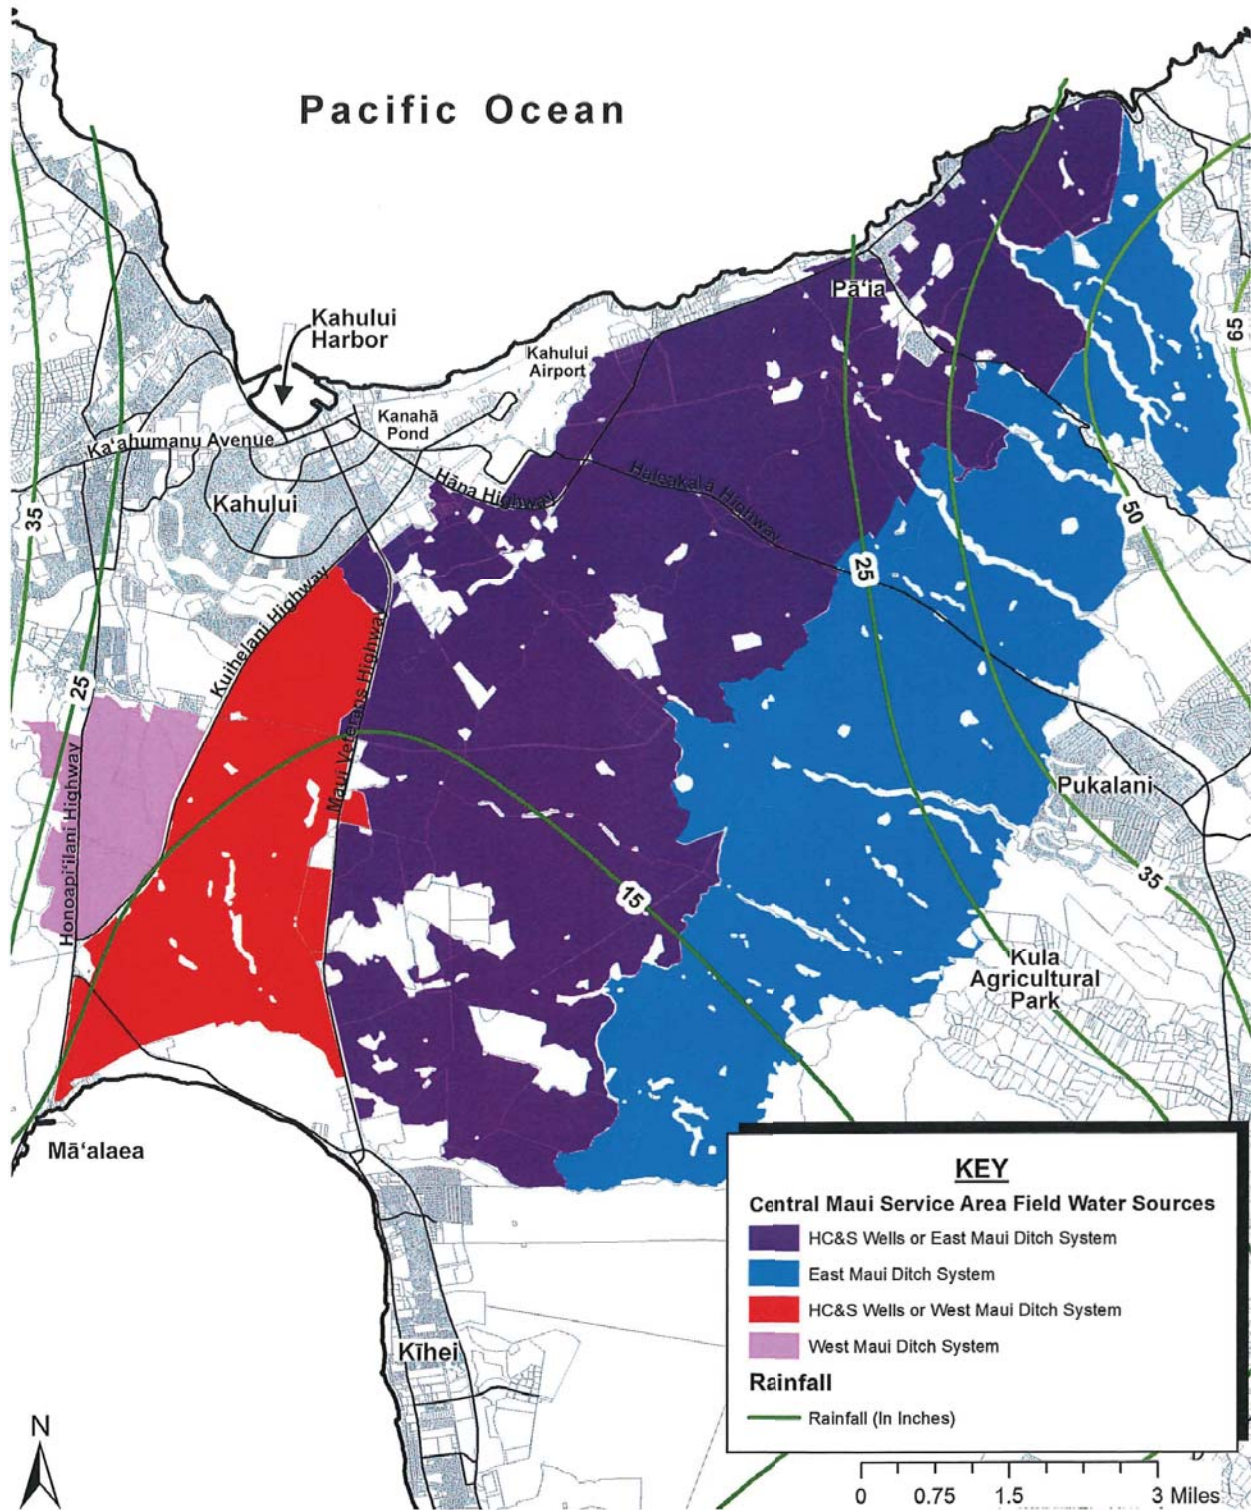 Pacific Ocean
Kahului
Harbor
Pā‘ia
65
Kahului
Airport
Kanahā
Pond
Ka‘ahumanu Avenue
Hāna Highway
Haleakalā Highway
Kahului
35
50
25
Kuihelani Highway
25
Maui Veterans Highway
Honoapi‘ilani Highway
Pukalani
35
15
Kula
Agricultural
Park
Mā‘alaea
Kīhei
KEY
Central Maui Service Area Field Water Sources
HC&S Wells or East Maui Ditch System
East Maui Ditch System
HC&S Wells or West Maui Ditch System
West Maui Ditch System
Rainfall
Rainfall (In Inches)
N
0 0.75 1.5 3 Miles